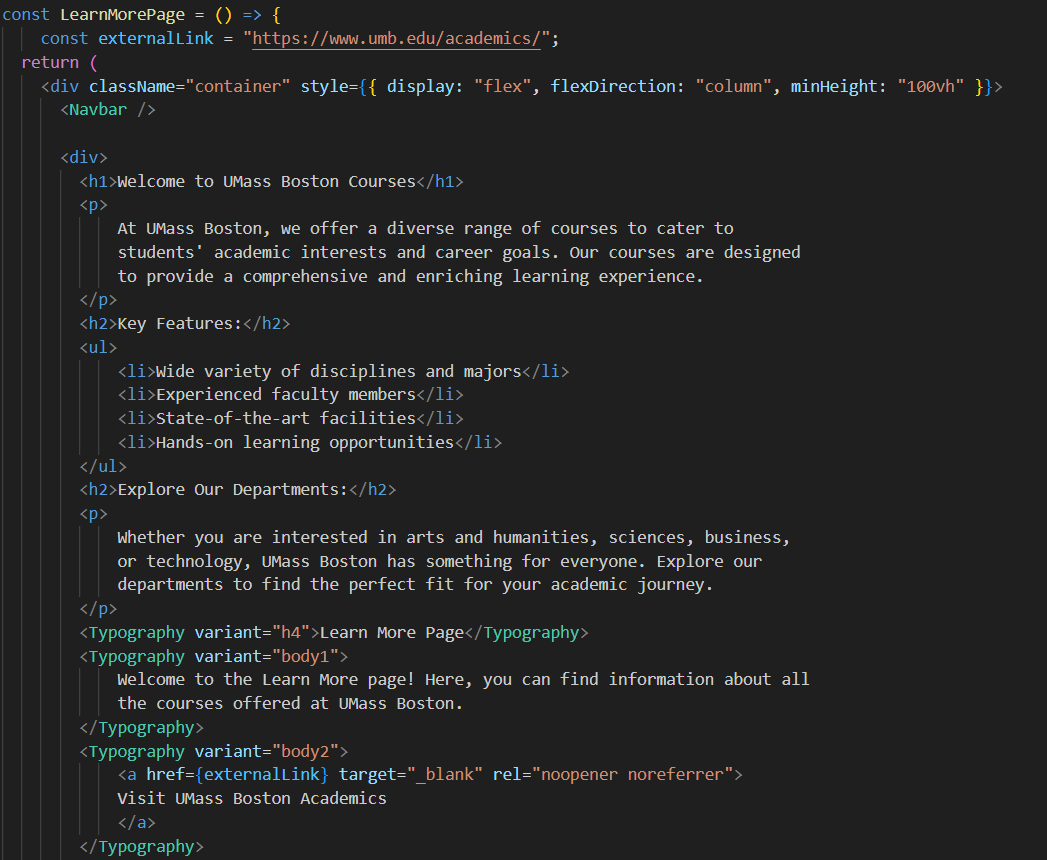 const LearnMorePage = () => {
const externalLink = "https://www.umb.edu/academics/";
return (
<div className="container" style={{ display: "flex", flexDirection: "column", minHeight: "100vh" }}>
<Navbar />
<div>
<h1>Welcome to UMass Boston Courses</h1>
<p>
At UMass Boston, we offer a diverse range of courses to cater to
students' academic interests and career goals. Our courses are designed
to provide a comprehensive and enriching learning experience.
</p>
<h2>Key Features:</h2>
<ul>
<li>Wide variety of disciplines and majors</li>
<li>Experienced faculty members</li>
<li>State-of-the-art facilities</li>
<li>Hands-on learning opportunities</li>
</ul>
<h2>Explore Our Departments:</h2>
<p>
Whether you are interested in arts and humanities, sciences, business,
or technology, UMass Boston has something for everyone. Explore our
departments to find the perfect fit for your academic journey.
</p>
<Typography variant="h4">Learn More Page</Typography>
<Typography variant="body1">
Welcome to the Learn More page! Here, you can find information about all
the courses offered at UMass Boston.
</Typography>
<Typography variant="body2">
<a href={externalLink} target="_blank" rel="noopener noreferrer">
Visit UMass Boston Academics
</a>
</Typography>